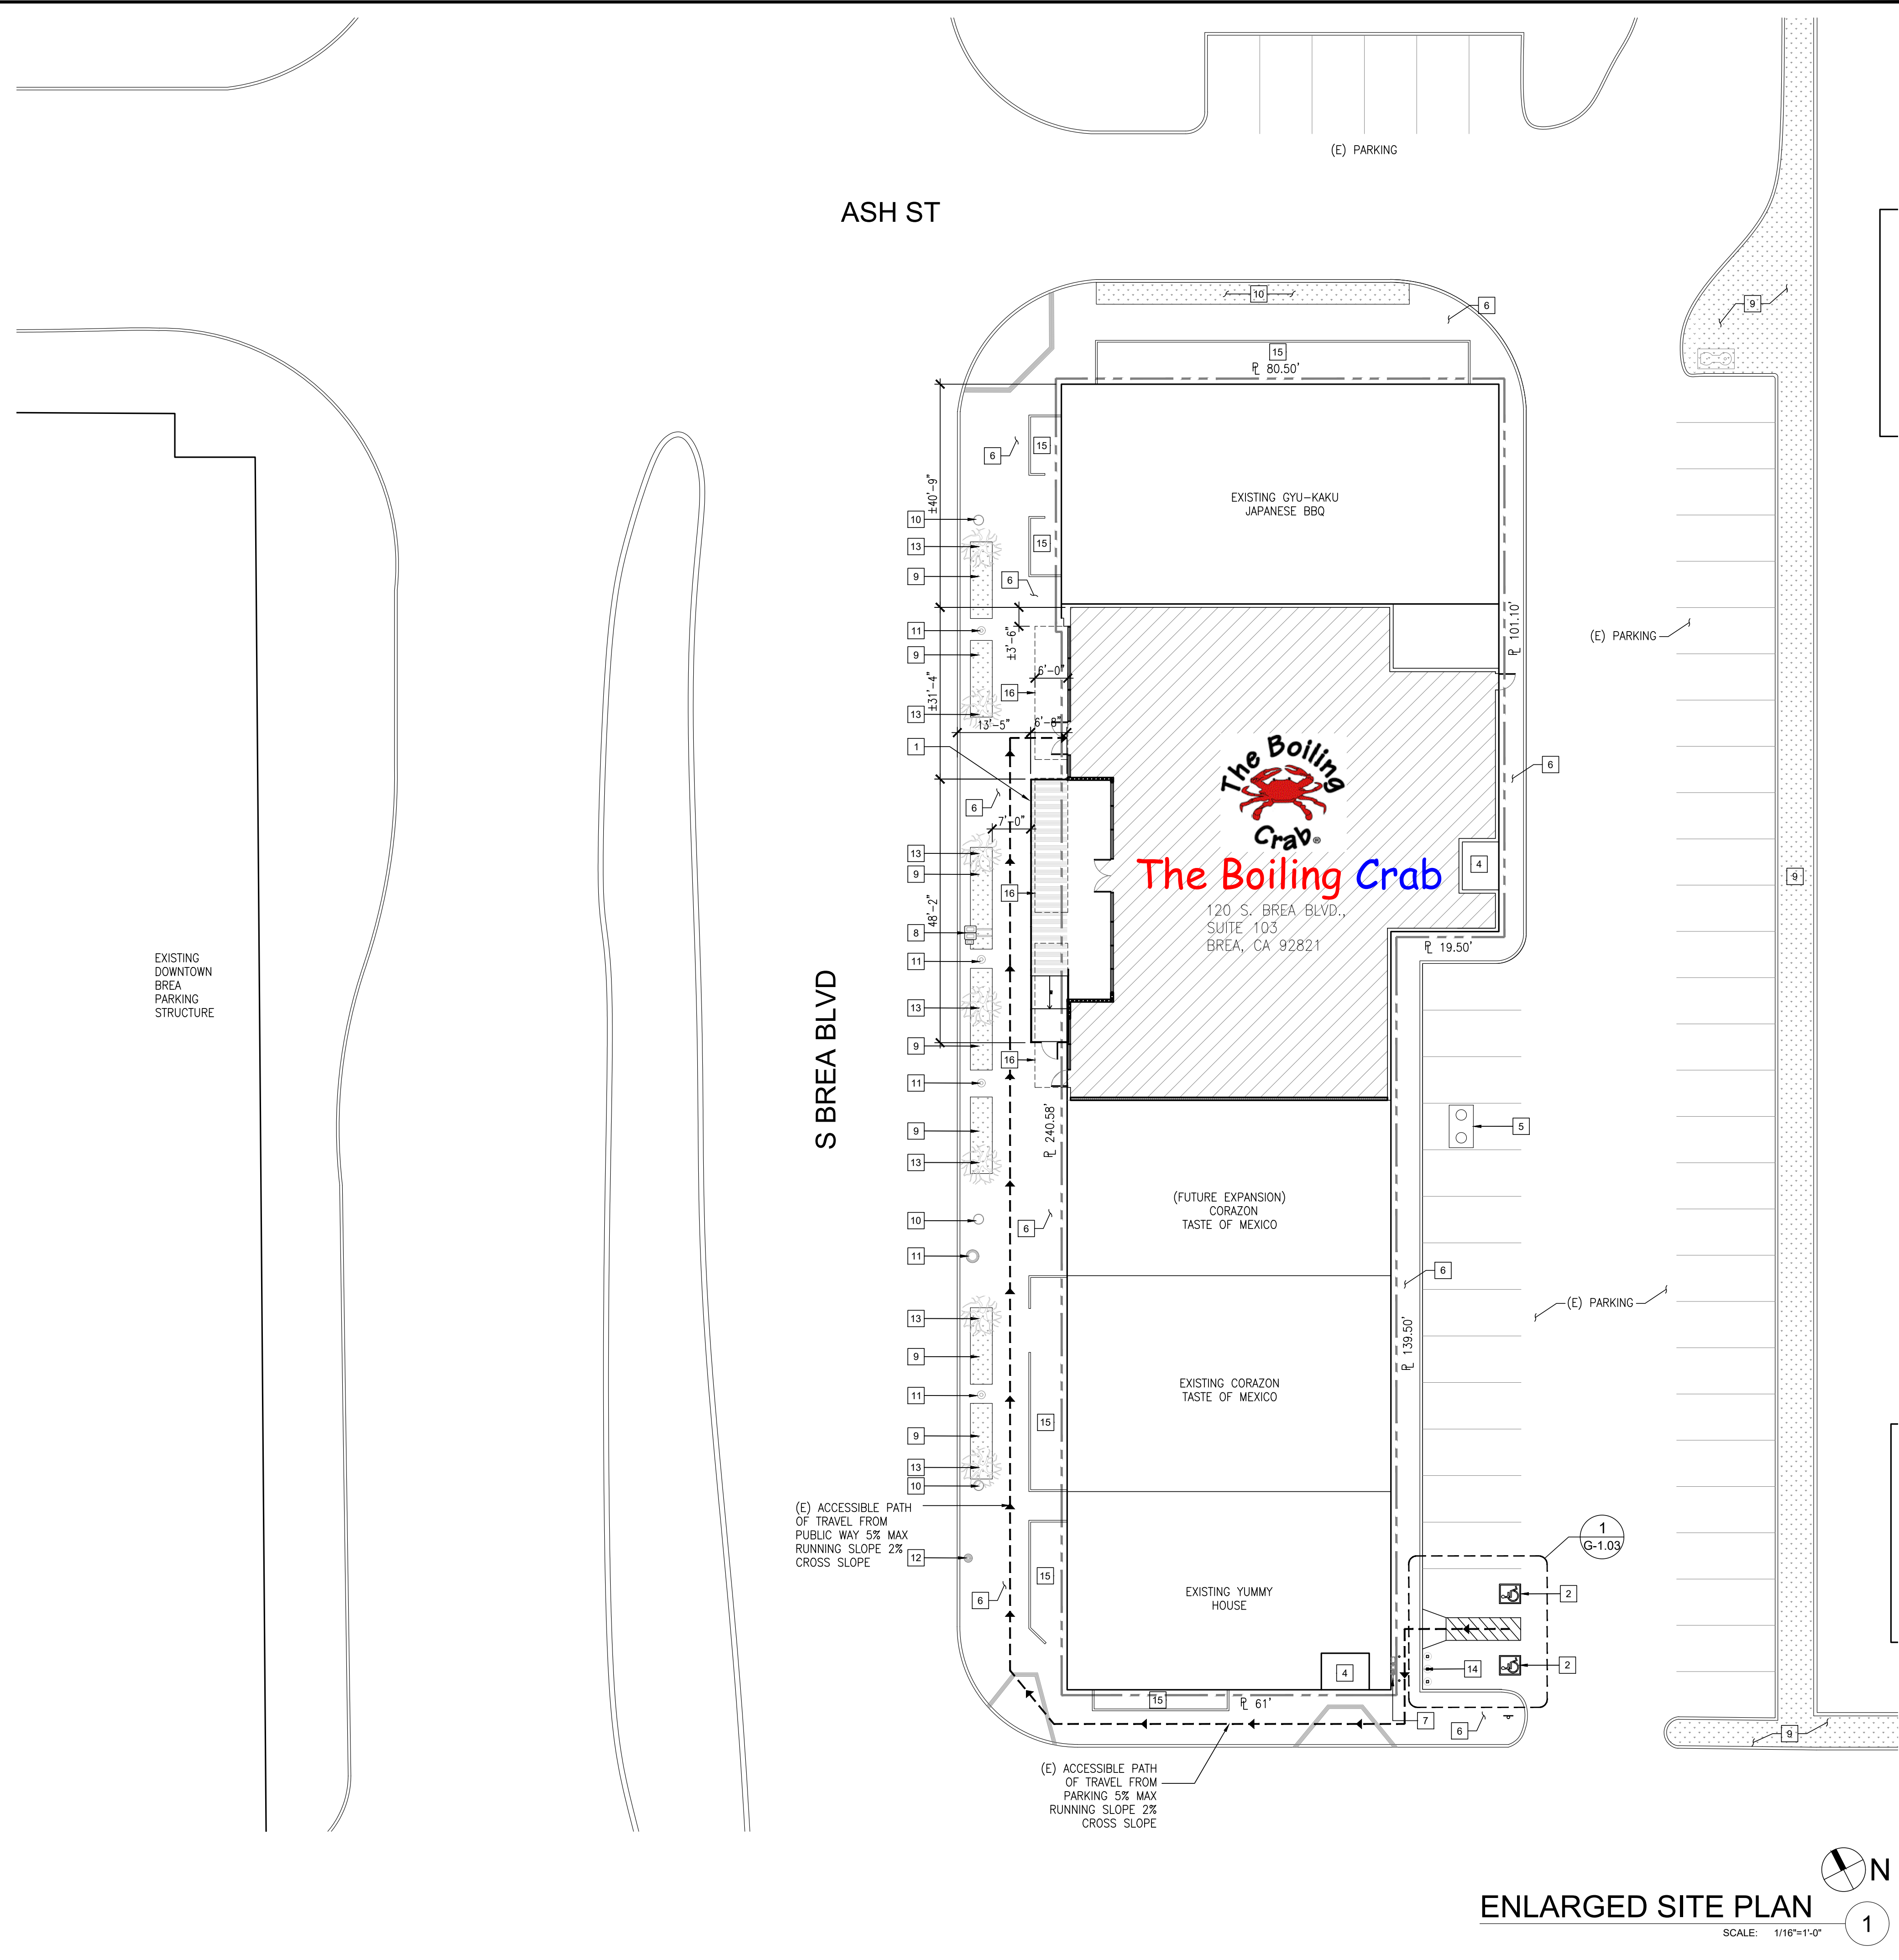 (E) PARKING
ASH ST
10
6
9
15
PL 80.50'
6
15
±40'-9"
EXISTING GYU-KAKU
JAPANESE BBQ
10
13
15
9
6
PL 101.10'
11
±3'-6"
(E) PARKING
9
6'-0"
16
±31'-4"
13
13'-5"
6'-8"
1
The Boiling
Crab®
6
6
7'-0"
13
4
9
The Boiling Crab
9
16
120 S. BREA BLVD.,
SUITE 103
BREA, CA 92821
48'-2"
8
PL 19.50'
11
EXISTING
DOWNTOWN
BREA
PARKING
STRUCTURE
S BREA BLVD
13
9
16
11
PL 240.58'
5
9
13
(FUTURE EXPANSION)
CORAZON
TASTE OF MEXICO
10
6
11
6
(E) PARKING
13
PL 139.50'
9
EXISTING CORAZON
TASTE OF MEXICO
11
15
9
13
10
(E) ACCESSIBLE PATH
OF TRAVEL FROM
PUBLIC WAY 5% MAX
RUNNING SLOPE 2%
CROSS SLOPE
12
1
G-1.03
15
6
EXISTING YUMMY
HOUSE
2
4
14
2
15
PL 61'
7
6
9
(E) ACCESSIBLE PATH
OF TRAVEL FROM
PARKING 5% MAX
RUNNING SLOPE 2%
CROSS SLOPE
N
ENLARGED SITE PLAN
SCALE: 1/16"=1'-0"
1